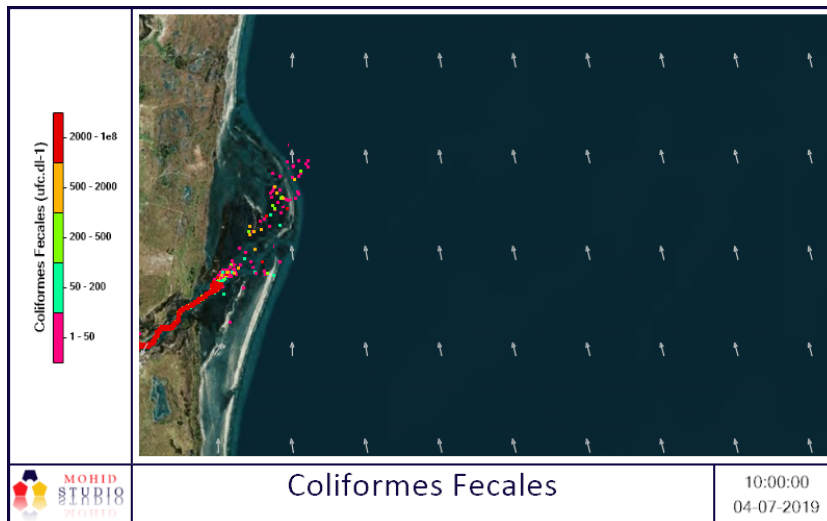 Coliformes Fecales (ufc.dl-1)
2000 - 1e8
500 - 2000
200 - 500
50 - 200
1 - 50
MOHID
STUDIO
Coliformes Fecales
10:00:00
04-07-2019